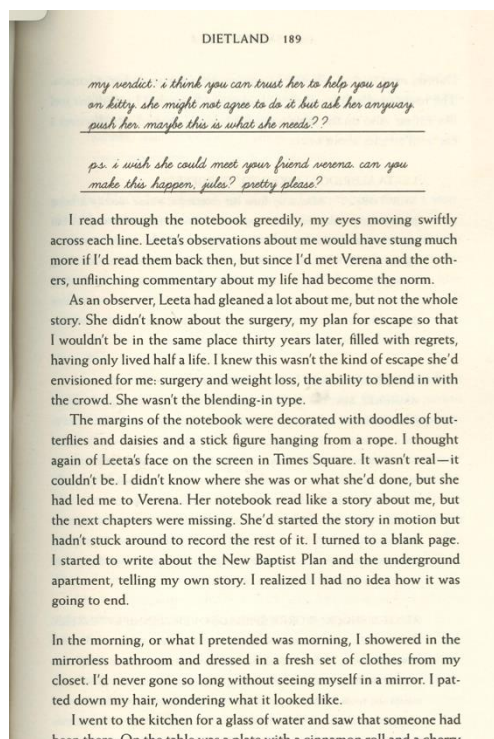 DIETLAND 189
my verdict: i think you can trust her to help you spy
on kitty. she might not agree to do it but ask her anyway.
push her. maybe this is what she needs??
p.s. i wish she could meet your friend verena. can you
make this happen, jules? pretty please?
I read through the notebook greedily, my eyes moving swiftly
across each line. Leeta's observations about me would have stung much
more if I'd read them back then, but since I'd met Verena and the oth-
ers, unflinching commentary about my life had become the norm.
As an observer, Leeta had gleaned a lot about me, but not the whole
story. She didn't know about the surgery, my plan for escape so that
I wouldn't be in the same place thirty years later, filled with regrets,
having only lived half a life. I knew this wasn't the kind of escape she'd
envisioned for me: surgery and weight loss, the ability to blend in with
the crowd. She wasn't the blending-in type.
The margins of the notebook were decorated with doodles of but-
terflies and daisies and a stick figure hanging from a rope. I thought
again of Leeta's face on the screen in Times Square. It wasn't real—it
couldn't be. I didn't know where she was or what she'd done, but she
had led me to Verena. Her notebook read like a story about me, but
the next chapters were missing. She'd started the story in motion but
hadn't stuck around to record the rest of it. I turned to a blank page.
I started to write about the New Baptist Plan and the underground
apartment, telling my own story. I realized I had no idea how it was
going to end.
In the morning, or what I pretended was morning, I showered in the
mirrorless bathroom and dressed in a fresh set of clothes from my
closet. I'd never gone so long without seeing myself in a mirror. I pat-
ted down my hair, wondering what it looked like.
I went to the kitchen for a glass of water and saw that someone had
been there. On the table was a plate with a cinnamon roll and a cherry